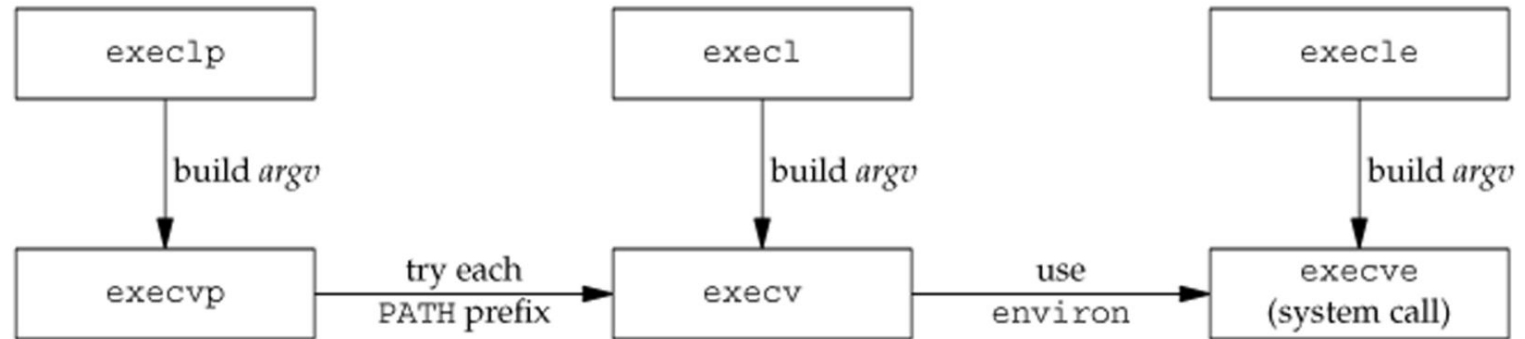 execlp
execl
execle
build argv
build argv
build argv
execvp
try each
PATH prefix
execv
use
environ
execve
(system call)